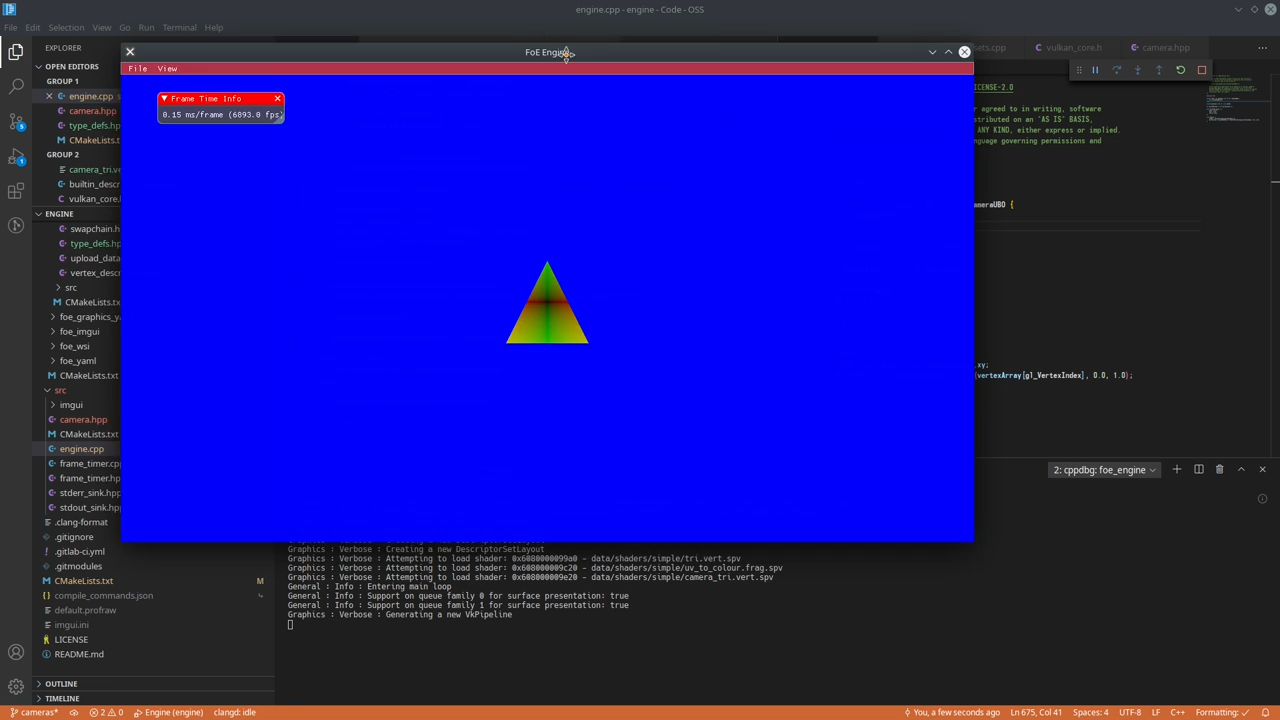 engine.cpp - engine - Code - OSS
File Edit Selection View Go Run Terminal Help
EXPLORER
OPEN EDITORS
GROUP 1
engine.cpp
camera.hpp
type_defs.h
CMakeLists.t
GROUP 2
camera_tri.ve
builtin_descr
vulkan_core.h
ENGINE
swapchain.h
type_defs.hp
upload_data
vertex_descr
src
CMakeLists.t
foe_graphics_ya
foe_imgui
foe_wsi
foe_yaml
CMakeLists.txt
src
imgui
camera.hpp
CMakeLists.txt
engine.cpp
frame_timer.cpp
frame_timer.hpp
stderr_sink.hpp
stdout_sink.hpp
.clang-format
.gitignore
.gitlab-ci.yml
.gitmodules
CMakeLists.txt M
compile_commands.json
default.profraw
imgui.ini
LICENSE
README.md
OUTLINE
TIMELINE
FoE Engine
File View
Frame Time Info
0.15 ms/frame (6893.0 fps)
sets.cpp
vulkan_core.h
camera.hpp
ICENSE-2.0
or agreed to in writing, software
stributed on an 'AS IS' BASIS,
ANY KIND, either express or implied.
nguage governing permissions and
ameraUBO {
.xy;
(vertexArray[gl_VertexIndex], 0.0, 1.0);
2: cppdbg: foe_engine
Graphics : Verbose : Creating a new DescriptorSetLayout
Graphics : Verbose : Attempting to load shader: 0x6080000099a0 - data/shaders/simple/tri.vert.spv
Graphics : Verbose : Attempting to load shader: 0x608000009c20 - data/shaders/simple/uv_to_colour.frag.spv
Graphics : Verbose : Attempting to load shader: 0x608000009e20 - data/shaders/simple/camera_tri.vert.spv
General : Info : Entering main loop
General : Info : Support on queue family 0 for surface presentation: true
General : Info : Support on queue family 1 for surface presentation: true
Graphics : Verbose : Generating a new VkPipeline
cameras* 2 0 Engine (engine) clangd: idle You, a few seconds ago Ln 675, Col 41 Spaces: 4 UTF-8 LF C++ Formatting: ✓